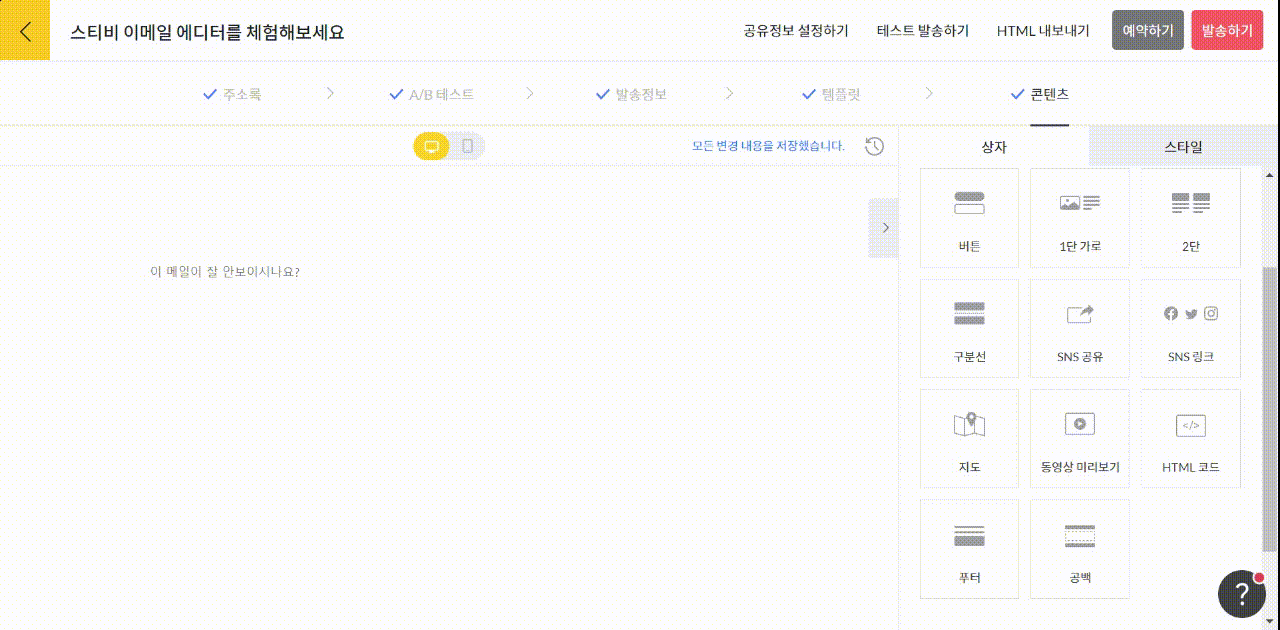 스티비 이메일 에디터를 체험해보세요
공유정보 설정하기 테스트 발송하기 HTML 내보내기 예약하기 발송하기
주소록 A/B 테스트 발송정보 템플릿 콘텐츠
모든 변경 내용을 저장했습니다.
상자 스타일
이 메일이 잘 안보이시나요?
버튼 1단 가로 2단
구분선 SNS 공유 SNS 링크
</>
지도 동영상 미리보기 HTML 코드
푸터 공백
?